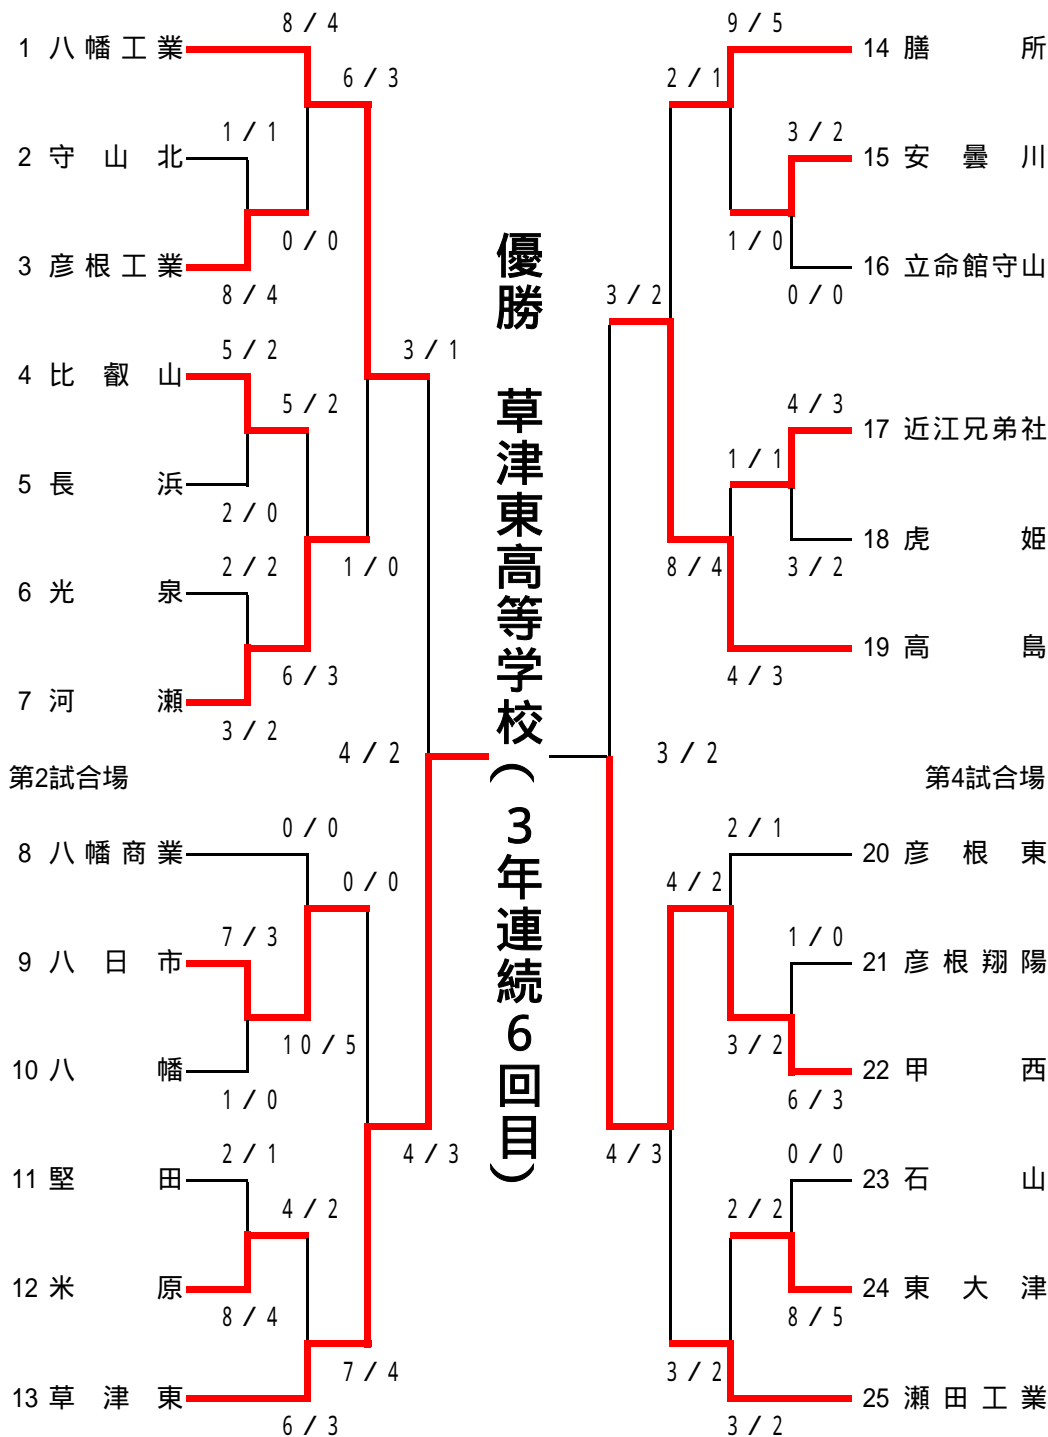 8 / 4
1 八幡工業
6 / 3
1 / 1
2 守山北
0 / 0
3 彦根工業
8 / 4
5 / 2
4 比叡山
3 / 1
5 / 2
5 長浜
2 / 0
2 / 2
6 光泉
1 / 0
6 / 3
7 河瀬
3 / 2
4 / 2
第2試合場
0 / 0
8 八幡商業
0 / 0
7 / 3
9 八日市
10 / 5
10 八幡
1 / 0
2 / 1
11 堅田
4 / 3
4 / 2
12 米原
8 / 4
7 / 4
13 草津東
6 / 3
優勝 草津東高等学校(3年連続6回目)
9 / 5
14 膳所
2 / 1
3 / 2
15 安曇川
1 / 0
16 立命館守山
0 / 0
3 / 2
4 / 3
17 近江兄弟社
1 / 1
18 虎姫
8 / 4
3 / 2
19 高島
4 / 3
3 / 2
第4試合場
2 / 1
20 彦根東
4 / 2
1 / 0
21 彦根翔陽
3 / 2
22 甲西
6 / 3
4 / 3
0 / 0
23 石山
2 / 2
24 東大津
8 / 5
3 / 2
25 瀬田工業
3 / 2